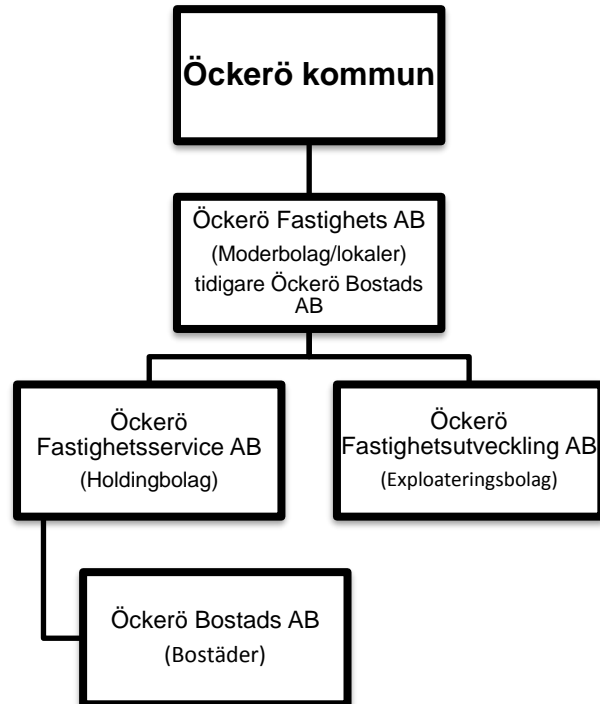 Öckerö kommun
Öckerö Fastighets AB
(Moderbolag/lokaler)
tidigare Öckerö Bostads
AB
Öckerö
Fastighetsservice AB
(Holdingbolag)
Öckerö
Fastighetsutveckling AB
(Exploateringsbolag)
Öckerö Bostads AB
(Bostäder)